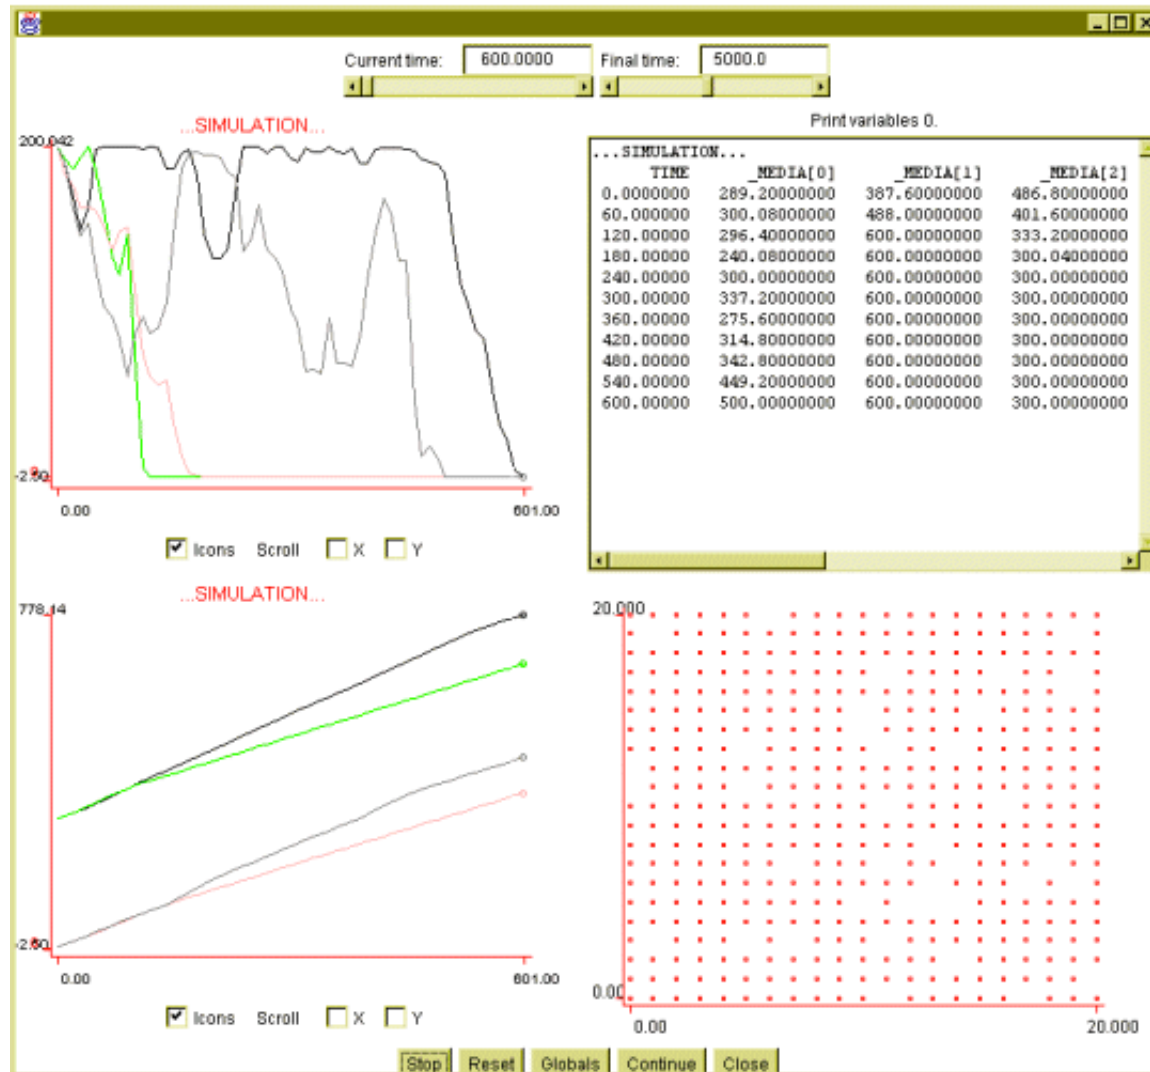 Current time: 600.0000 Final time: 5000.0
...SIMULATION...
200.042
-2.50
0.00 601.00
Icons Scroll X Y
Print variables 0.
...SIMULATION...
TIME _MEDIA[0] _MEDIA[1] _MEDIA[2]
0.0000000 289.20000000 387.60000000 486.80000000
60.000000 300.08000000 488.00000000 401.60000000
120.00000 296.40000000 600.00000000 333.20000000
180.00000 240.08000000 600.00000000 300.04000000
240.00000 300.00000000 600.00000000 300.00000000
300.00000 337.20000000 600.00000000 300.00000000
360.00000 275.60000000 600.00000000 300.00000000
420.00000 314.80000000 600.00000000 300.00000000
480.00000 342.80000000 600.00000000 300.00000000
540.00000 449.20000000 600.00000000 300.00000000
600.00000 500.00000000 600.00000000 300.00000000
...SIMULATION...
778.14
-2.50
0.00 601.00
Icons Scroll X Y
20.000
0.00
0.00 20.000
Stop Reset Globals Continue Close